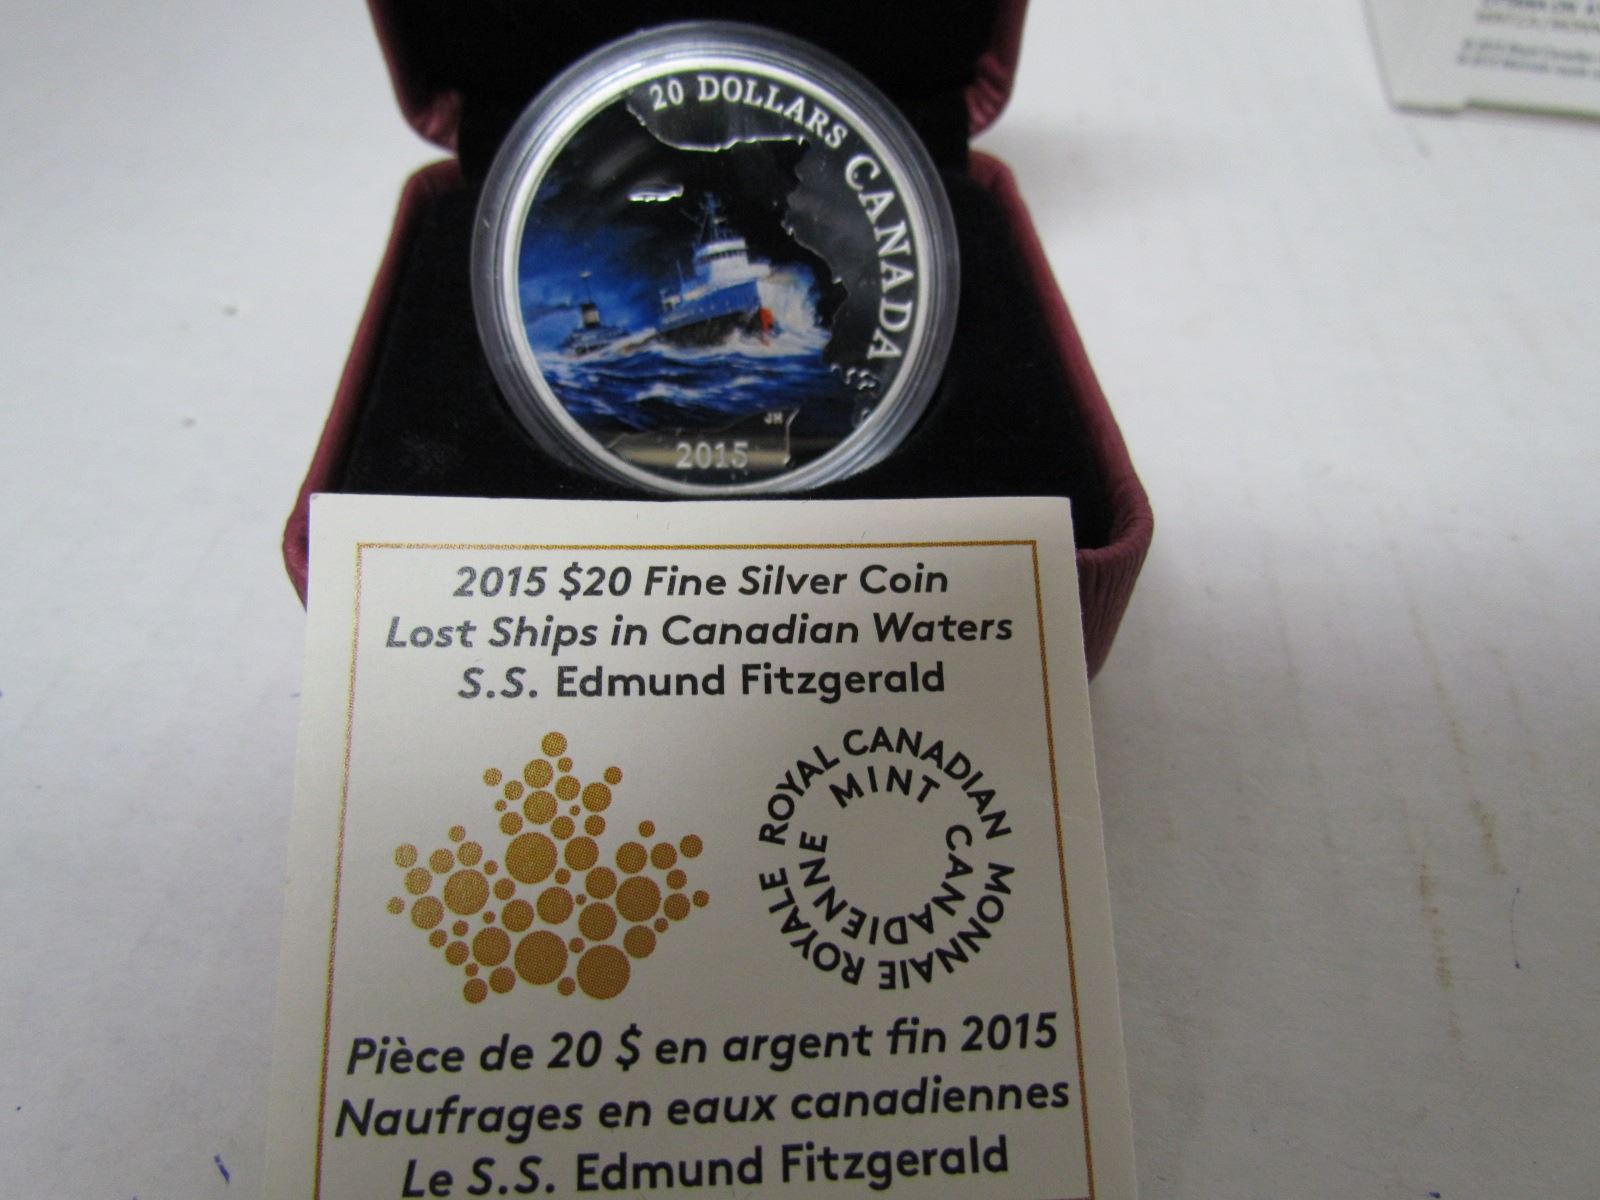 20 DOLLARS CANADA
JH
2015
2015 $20 Fine Silver Coin
Lost Ships in Canadian Waters
S.S. Edmund Fitzgerald
ROYAL CANADIAN MINT
MONNAIE ROYALE CANADIENNE
Pièce de 20 $ en argent fin 2015
Naufrages en eaux canadiennes
Le S.S. Edmund Fitzgerald